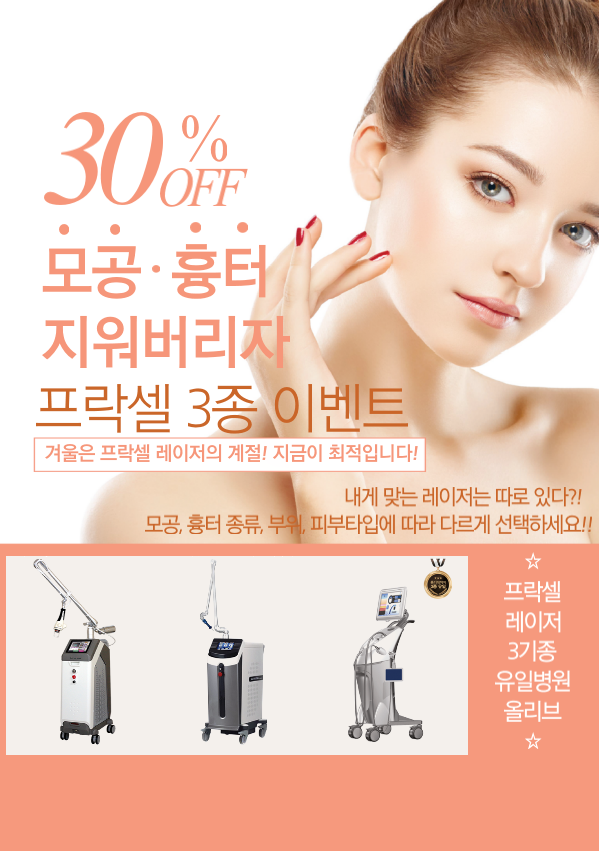 30% OFF
모공·흉터
지워버리자
프락셀 3종 이벤트
겨울은 프락셀 레이저의 계절! 지금이 최적입니다!
내게 맞는 레이저는 따로 있다?!
모공, 흉터 종류, 부위, 피부타입에 따라 다르게 선택하세요!!
☆
프락셀
레이저
3기종
유일병원
올리브
☆